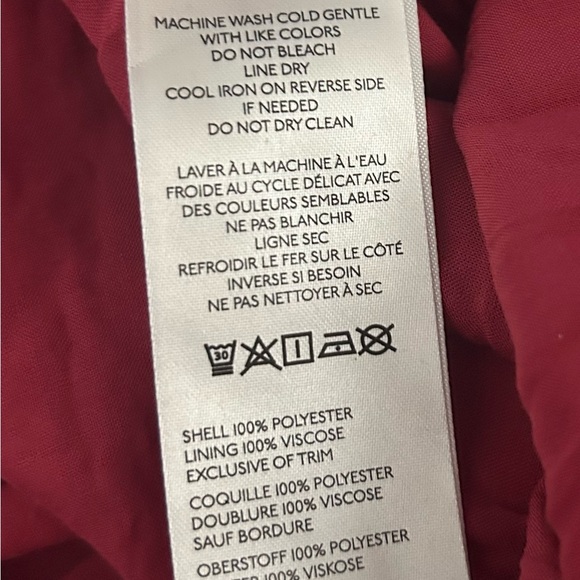 MACHINE WASH COLD GENTLE
WITH LIKE COLORS
DO NOT BLEACH
LINE DRY
COOL IRON ON REVERSE SIDE
IF NEEDED
DO NOT DRY CLEAN
LAVER À LA MACHINE À L'EAU
FROIDE AU CYCLE DÉLICAT AVEC
DES COULEURS SEMBLABLES
NE PAS BLANCHIR
LIGNE SEC
REFROIDIR LE FER SUR LE CÔTÉ
INVERSE SI BESOIN
NE PAS NETTOYER À SEC
30
SHELL 100% POLYESTER
LINING 100% VISCOSE
EXCLUSIVE OF TRIM
COQUILLE 100% POLYESTER
DOUBLURE 100% VISCOSE
SAUF BORDURE
OBERSTOFF 100% POLYESTER
100% VISKOSE